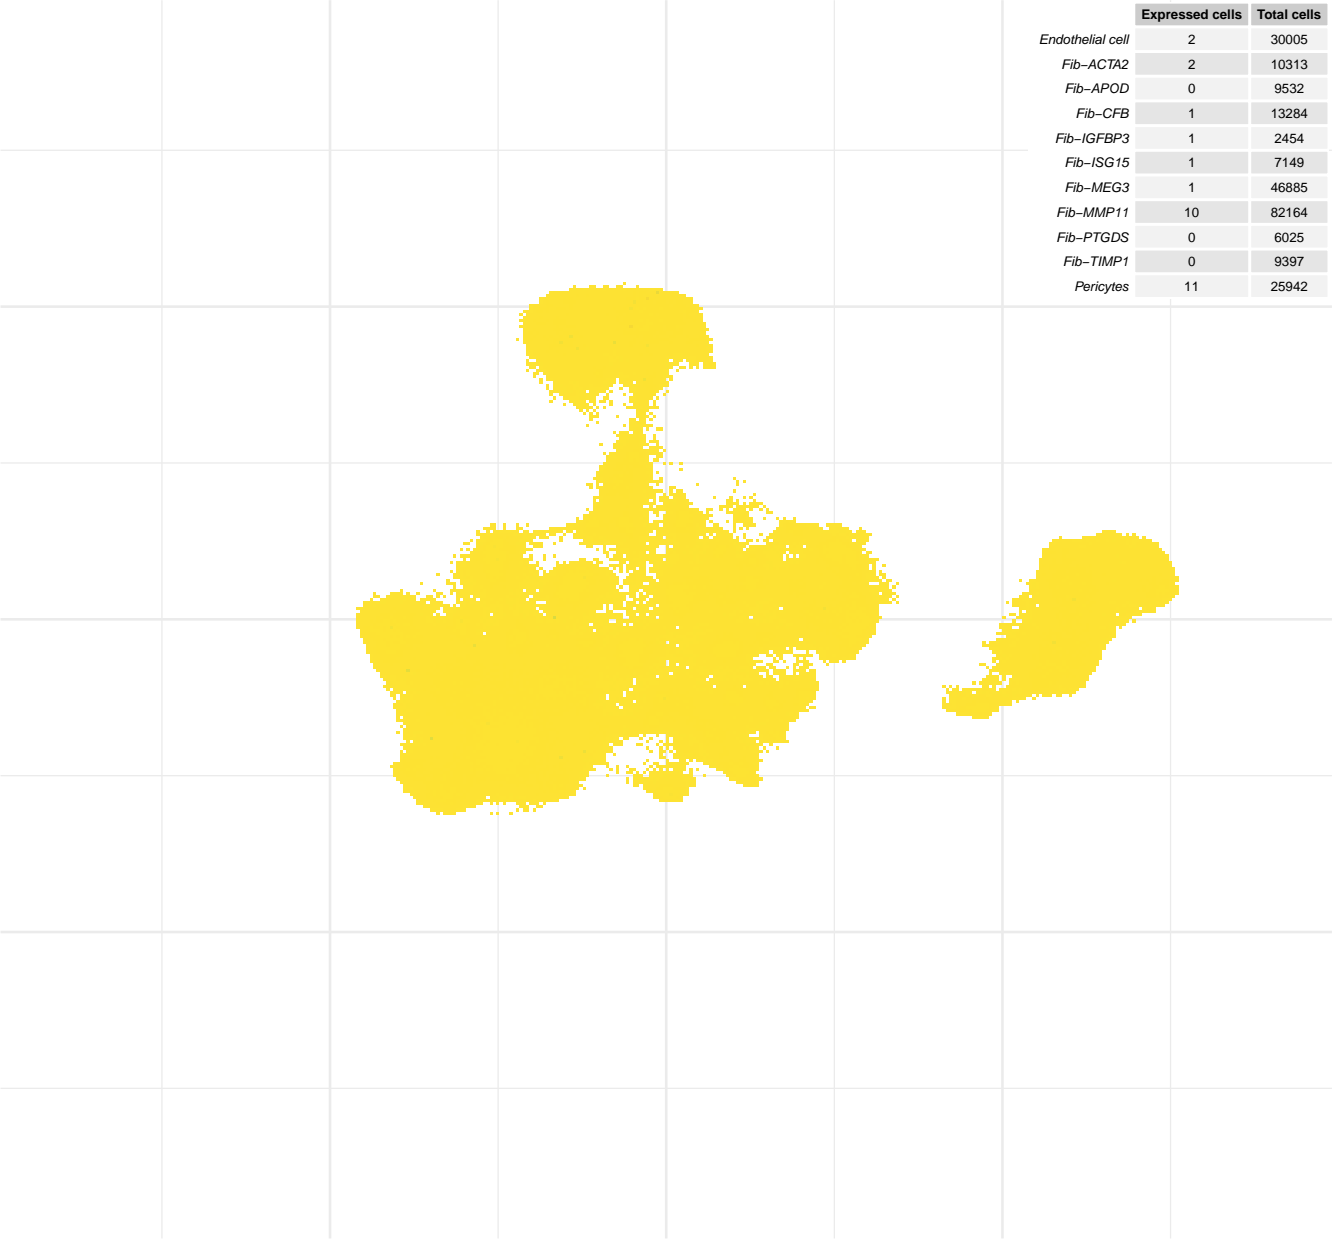 Expressed cells Total cells
Endothelial cell 2 30005
Fib−ACTA2 2 10313
Fib−APOD 0 9532
Fib−CFB 1 13284
Fib−IGFBP3 1 2454
Fib−ISG15 1 7149
Fib−MEG3 1 46885
Fib−MMP11 10 82164
Fib−PTGDS 0 6025
Fib−TIMP1 0 9397
Pericytes 11 25942